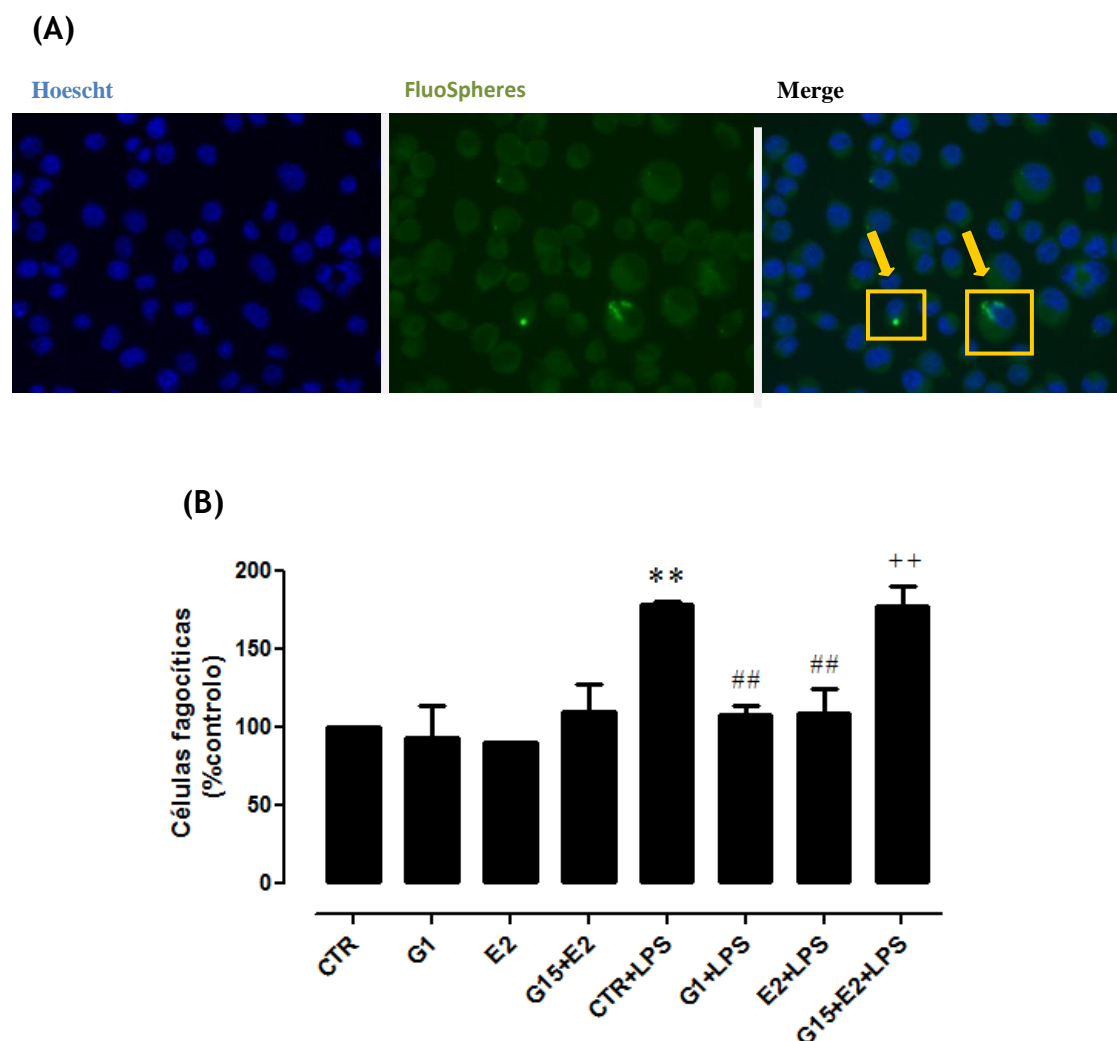 (A)
Hoescht
FluoSpheres
Merge
(B)
Células fagocíticas
(%controlo)
200
150
100
50
0
**
##
##
++
CTR
G1
E2
G15+E2
CTR+LPS
G1+LPS
E2+LPS
G15+E2+LPS